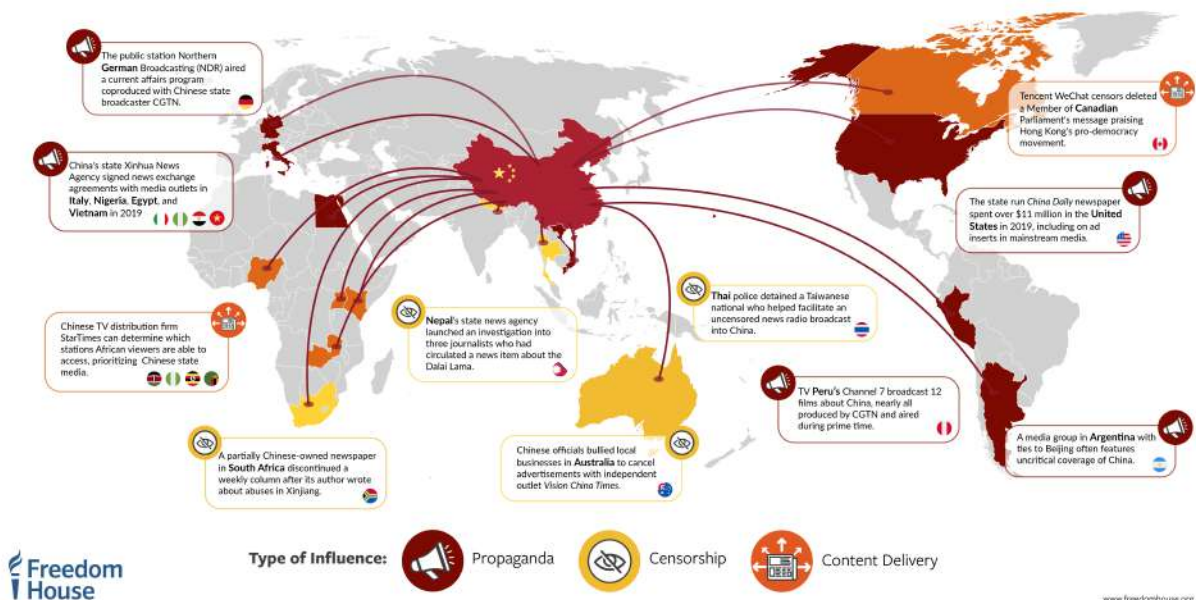 The public station Northern
German Broadcasting (NDR) aired
a current affairs program
coproduced with Chinese state
broadcaster CGTN.
China's state Xinhua News
Agency signed news exchange
agreements with media outlets in
Italy, Nigeria, Egypt, and
Vietnam in 2019
Chinese TV distribution firm
StarTimes can determine which
stations African viewers are able to
access, prioritizing Chinese state
media.
A partially Chinese-owned newspaper
in South Africa discontinued a
weekly column after its author wrote
about abuses in Xinjiang.
Nepal's state news agency
launched an investigation into
three journalists who had
circulated a news item about the
Dalai Lama.
Chinese officials bullied local
businesses in Australia to cancel
advertisements with independent
outlet Vision China Times.
Thai police detained a Taiwanese
national who helped facilitate an
uncensored news radio broadcast
into China.
TV Peru's Channel 7 broadcast 12
films about China, nearly all
produced by CGTN and aired
during prime time.
Tencent WeChat censors deleted
a Member of Canadian
Parliament's message praising
Hong Kong's pro-democracy
movement.
The state run China Daily newspaper
spent over $11 million in the United
States in 2019, including on ad
inserts in mainstream media.
A media group in Argentina with
ties to Beijing often features
uncritical coverage of China.
Type of Influence:
Propaganda
Censorship
Content Delivery
Freedom
House
www.freedomhouse.org